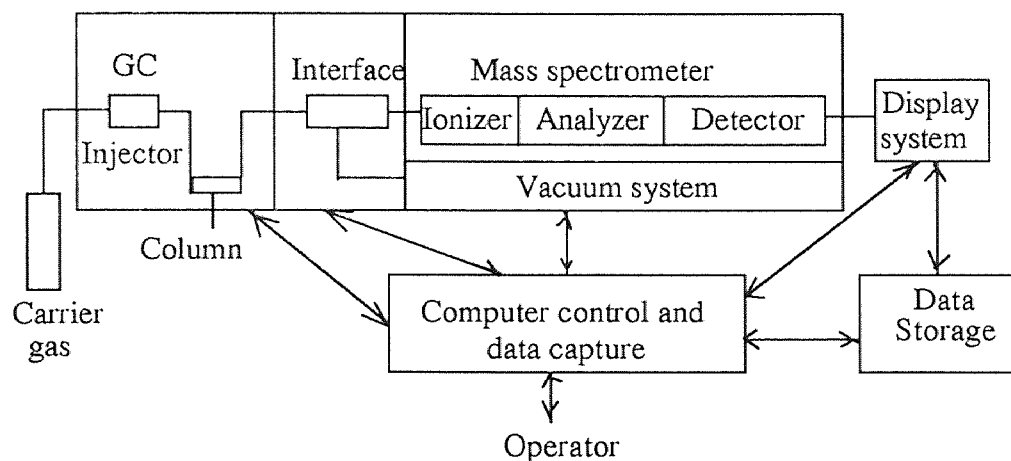 GC
Injector
Column
Carrier
gas
Interface
Mass spectrometer
Ionizer
Analyzer
Detector
Vacuum system
Display
system
Computer control and
data capture
Data
Storage
Operator